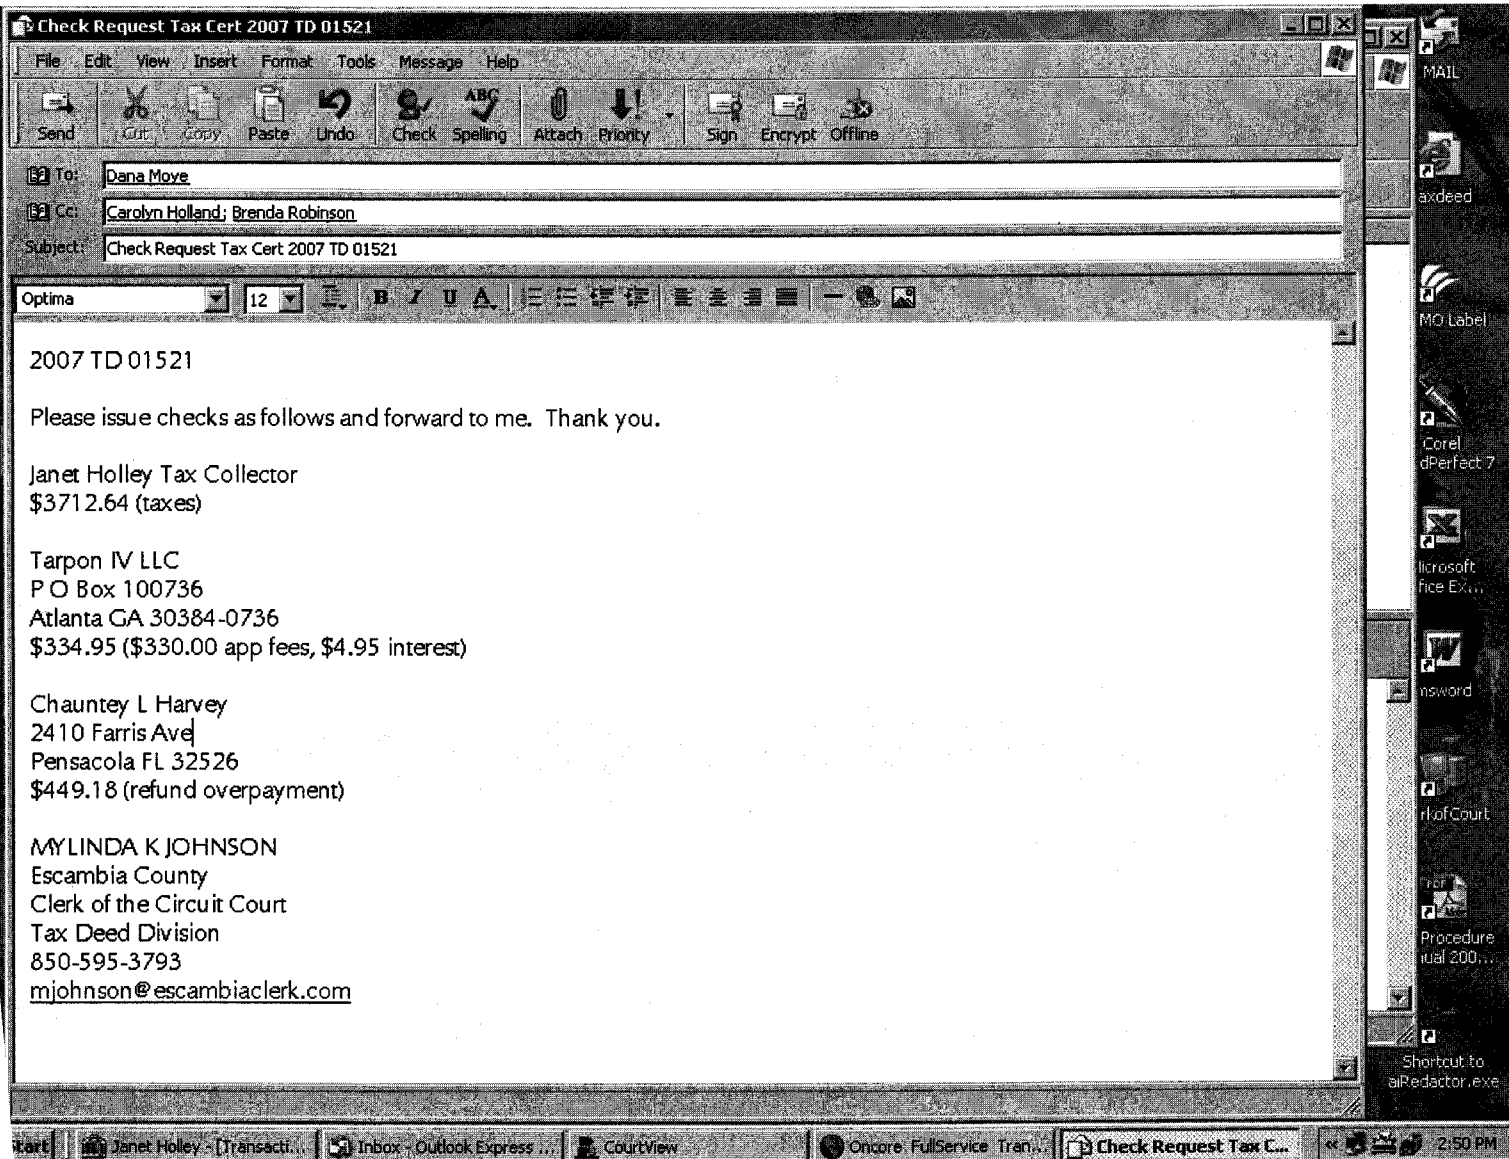 Check Request Tax Cert 2007 TD 01521
File Edit View Insert Format Tools Message Help
Send Cut Copy Paste Undo Check Spelling Attach Priority Sign Encrypt Offline
To: Dana Moye
Cc: Carolyn Holland; Brenda Robinson
Subject: Check Request Tax Cert 2007 TD 01521
Optima 12
2007 TD 01521
Please issue checks as follows and forward to me. Thank you.
Janet Holley Tax Collector
$3712.64 (taxes)
Tarpon IV LLC
P O Box 100736
Atlanta GA 30384-0736
$334.95 ($330.00 app fees, $4.95 interest)
Chauntey L Harvey
2410 Farris Ave
Pensacola FL 32526
$449.18 (refund overpayment)
MYLINDA K JOHNSON
Escambia County
Clerk of the Circuit Court
Tax Deed Division
850-595-3793
mjohnson@escambiaclerk.com
MAIL
axdeed
MO Label
Corel
dPerfect 7
licrosoft
fice Ex...
nsword
rkofCourt
Procedure
ual 200...
Shortcut to
aiRedactor.exe
tart Janet Holley - [Transacti... Inbox - Outlook Express ... CourtView Oncore FullService Tran... Check Request Tax C... « 2:50 PM